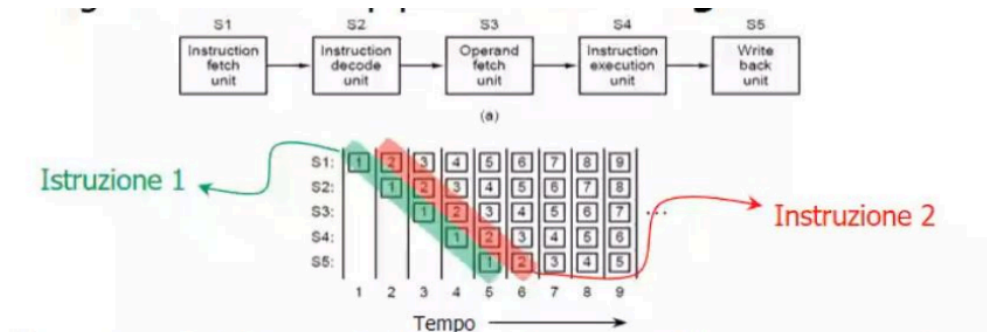 S1 S2 S3 S4 S5
Instruction fetch unit
Instruction decode unit
Operand fetch unit
Instruction execution unit
Write back unit
(a)
Istruzione 1
S1: 1 2 3 4 5 6 7 8 9
S2: 1 2 3 4 5 6 7 8
S3: 1 2 3 4 5 6 7 ...
S4: 1 2 3 4 5 6
S5: 1 2 3 4 5
Instruzione 2
1 2 3 4 5 6 7 8 9
Tempo